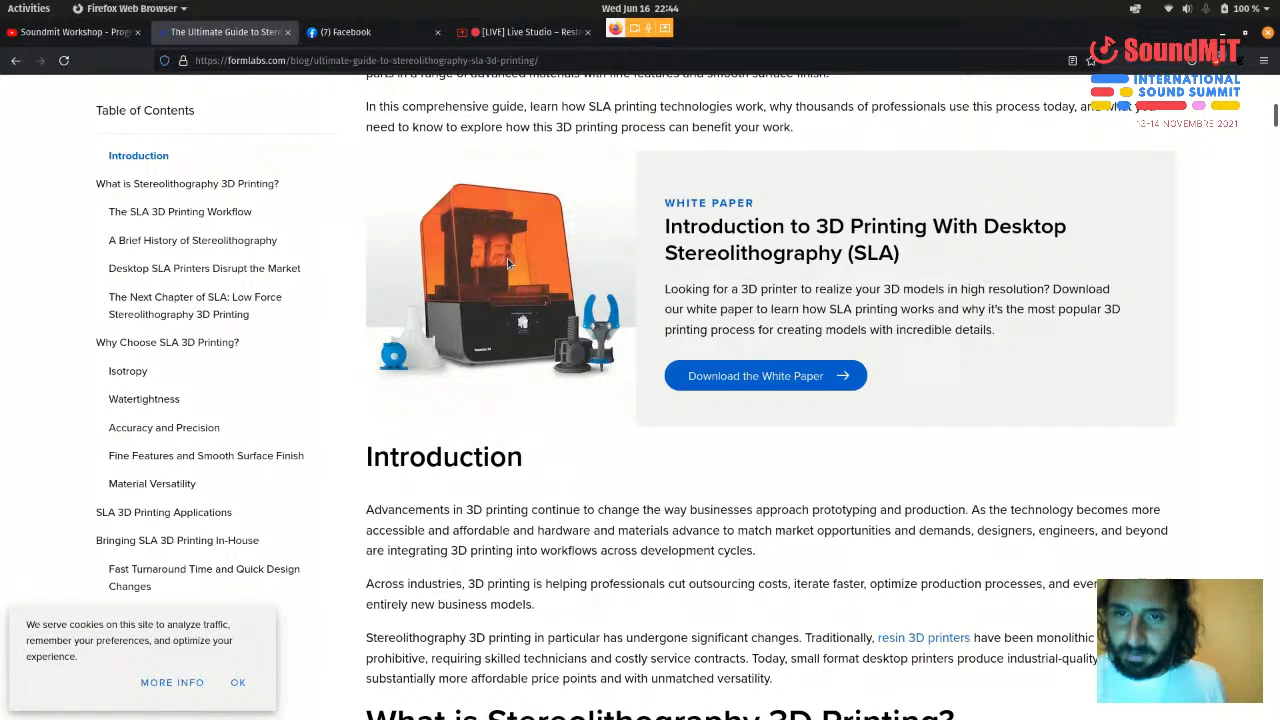 Activities
Firefox Web Browser
Wed Jun 16 22:44
100 %
Soundmit Workshop - Prog
The Ultimate Guide to Stere
(7) Facebook
[LIVE] Live Studio – Restr
https://formlabs.com/blog/ultimate-guide-to-stereolithography-sla-3d-printing/
SOUNDMIT
INTERNATIONAL
SOUND SUMMIT
13-14 NOVEMBRE 2021
parts in a range of advanced materials with fine features and smooth surface finish.
In this comprehensive guide, learn how SLA printing technologies work, why thousands of professionals use this process today, and what you
need to know to explore how this 3D printing process can benefit your work.
Table of Contents
Introduction
What is Stereolithography 3D Printing?
The SLA 3D Printing Workflow
A Brief History of Stereolithography
Desktop SLA Printers Disrupt the Market
The Next Chapter of SLA: Low Force
Stereolithography 3D Printing
Why Choose SLA 3D Printing?
Isotropy
Watertightness
Accuracy and Precision
Fine Features and Smooth Surface Finish
Material Versatility
SLA 3D Printing Applications
Bringing SLA 3D Printing In-House
Fast Turnaround Time and Quick Design
Changes
WHITE PAPER
Introduction to 3D Printing With Desktop
Stereolithography (SLA)
Looking for a 3D printer to realize your 3D models in high resolution? Download
our white paper to learn how SLA printing works and why it's the most popular 3D
printing process for creating models with incredible details.
Download the White Paper
Introduction
Advancements in 3D printing continue to change the way businesses approach prototyping and production. As the technology becomes more
accessible and affordable and hardware and materials advance to match market opportunities and demands, designers, engineers, and beyond
are integrating 3D printing into workflows across development cycles.
Across industries, 3D printing is helping professionals cut outsourcing costs, iterate faster, optimize production processes, and even
entirely new business models.
Stereolithography 3D printing in particular has undergone significant changes. Traditionally, resin 3D printers have been monolithic
prohibitive, requiring skilled technicians and costly service contracts. Today, small format desktop printers produce industrial-quality
substantially more affordable price points and with unmatched versatility.
What is Stereolithography 3D Printing?
We serve cookies on this site to analyze traffic,
remember your preferences, and optimize your
experience.
MORE INFO
OK